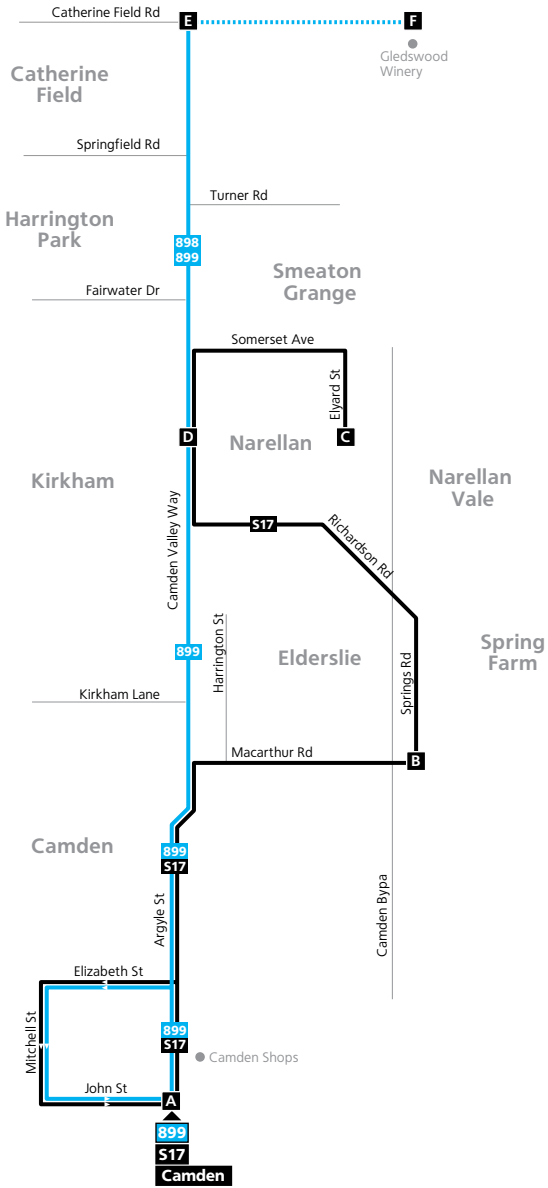 Catherine Field Rd
E
F
Gledswood
Winery
Catherine
Field
Springfield Rd
Turner Rd
Harrington
Park
898
899
Smeaton
Grange
Fairwater Dr
Somerset Ave
Elyard St
D
Narellan
C
Kirkham
Narellan
Vale
Camden Valley Way
S17
Richardson Rd
Harrington St
899
Elderslie
Spring
Farm
Springs Rd
Kirkham Lane
Macarthur Rd
B
Camden
899
S17
Argyle St
Camden Bypa
Elizabeth St
Mitchell St
899
S17
Camden Shops
John St
A
899
S17
Camden